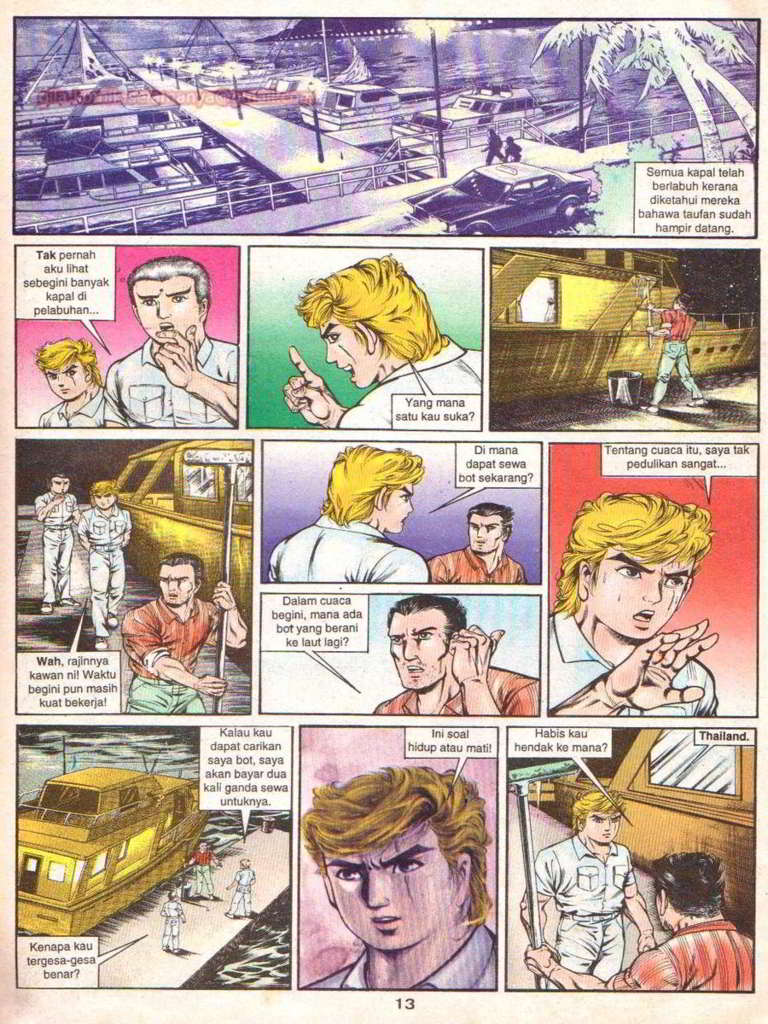 Semua kapal telah
berlabuh kerana
diketahui mereka
bahawa taufan sudah
hampir datang.
Tak pernah
aku lihat
sebegini banyak
kapal di
pelabuhan...
Yang mana
satu kau suka?
Wah, rajinnya
kawan ni! Waktu
begini pun masih
kuat bekerja!
Di mana
dapat sewa
bot sekarang?
Dalam cuaca
begini, mana ada
bot yang berani
ke laut lagi?
Tentang cuaca itu, saya tak
pedulikan sangat...
Kalau kau
dapat carikan
saya bot, saya
akan bayar dua
kali ganda sewa
untuknya.
Kenapa kau
tergesa-gesa
benar?
Ini soal
hidup atau mati!
Habis kau
hendak ke mana?
Thailand.
13